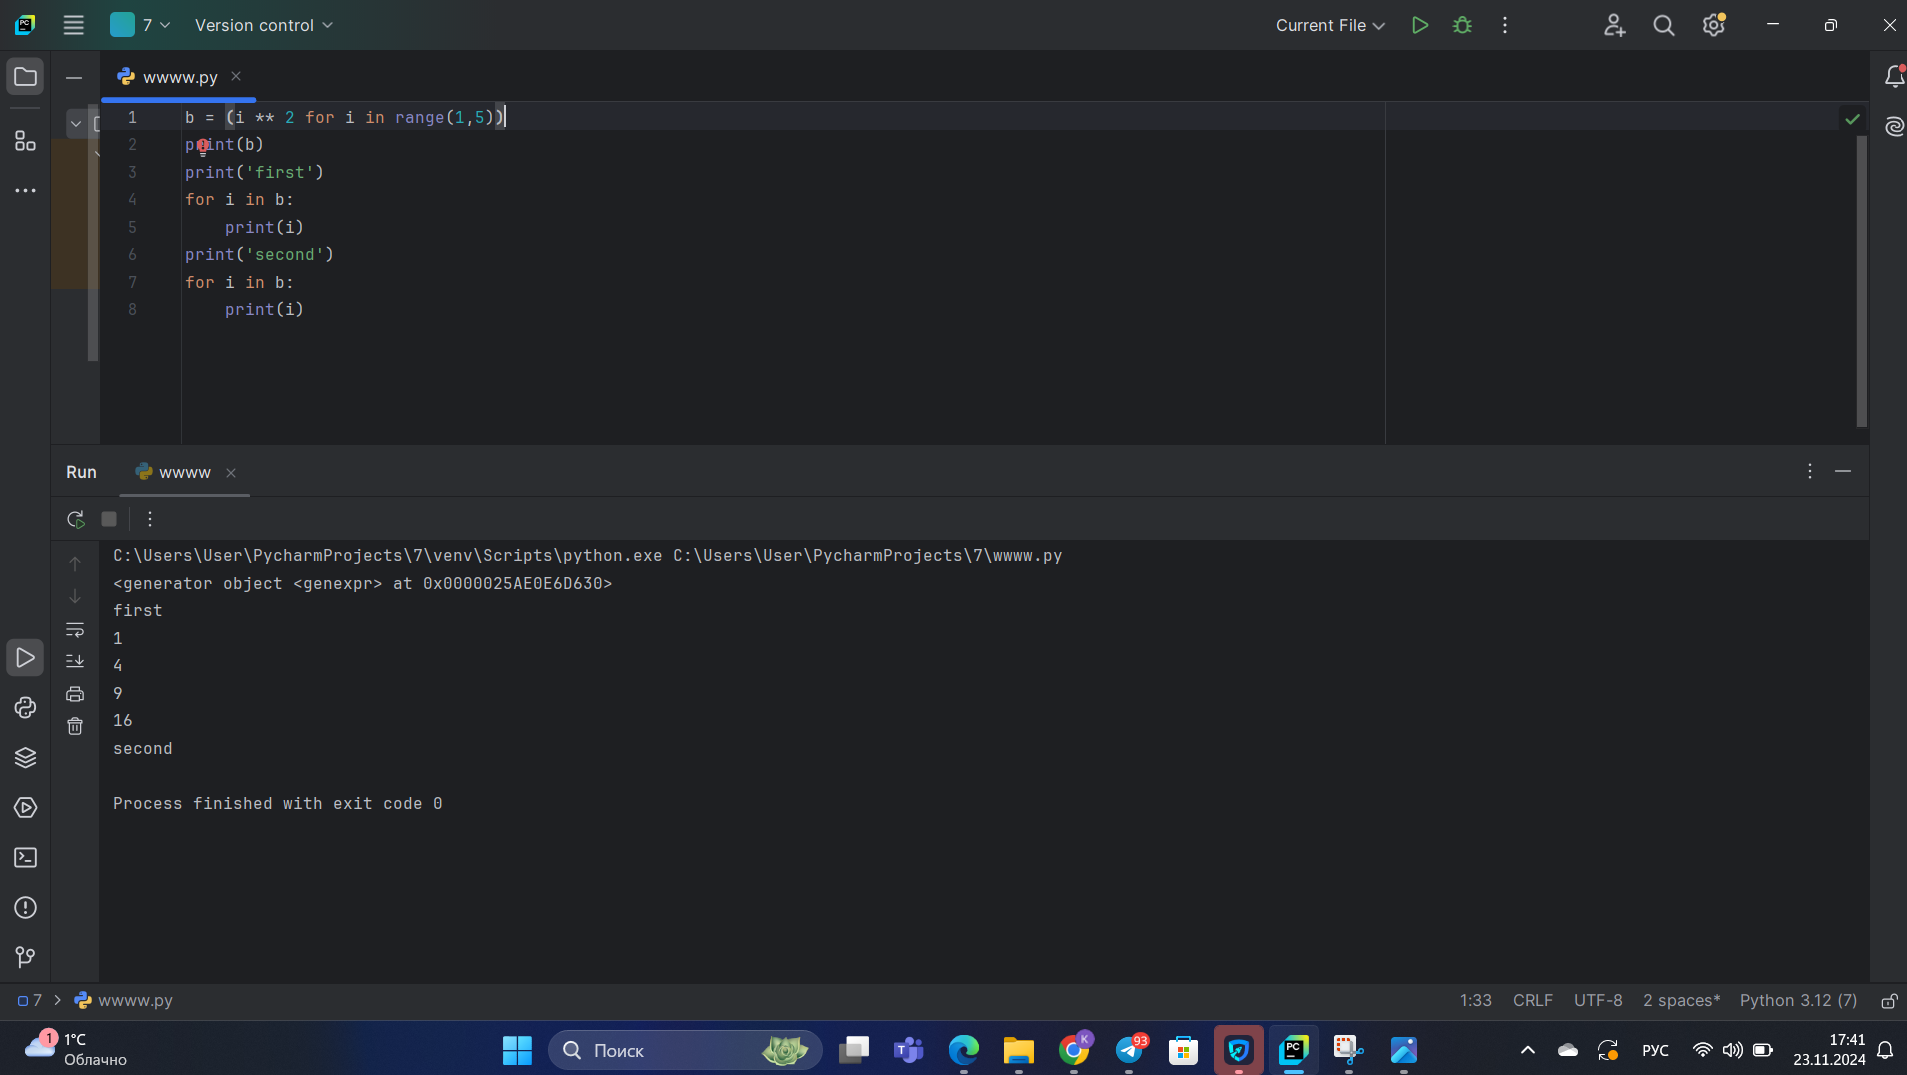 7 Version control Current File
wwww.py
1 b = (i ** 2 for i in range(1,5))
2 print(b)
3 print('first')
4 for i in b:
5 print(i)
6 print('second')
7 for i in b:
8 print(i)
Run wwww
C:\Users\User\PycharmProjects\7\venv\Scripts\python.exe C:\Users\User\PycharmProjects\7\wwww.py
<generator object <genexpr> at 0x0000025AE0E6D630>
first
1
4
9
16
second
Process finished with exit code 0
7 > wwww.py 1:33 CRLF UTF-8 2 spaces* Python 3.12 (7)
1 1°C
Облачно
Поиск
K
93
PC
РУС
17:41
23.11.2024